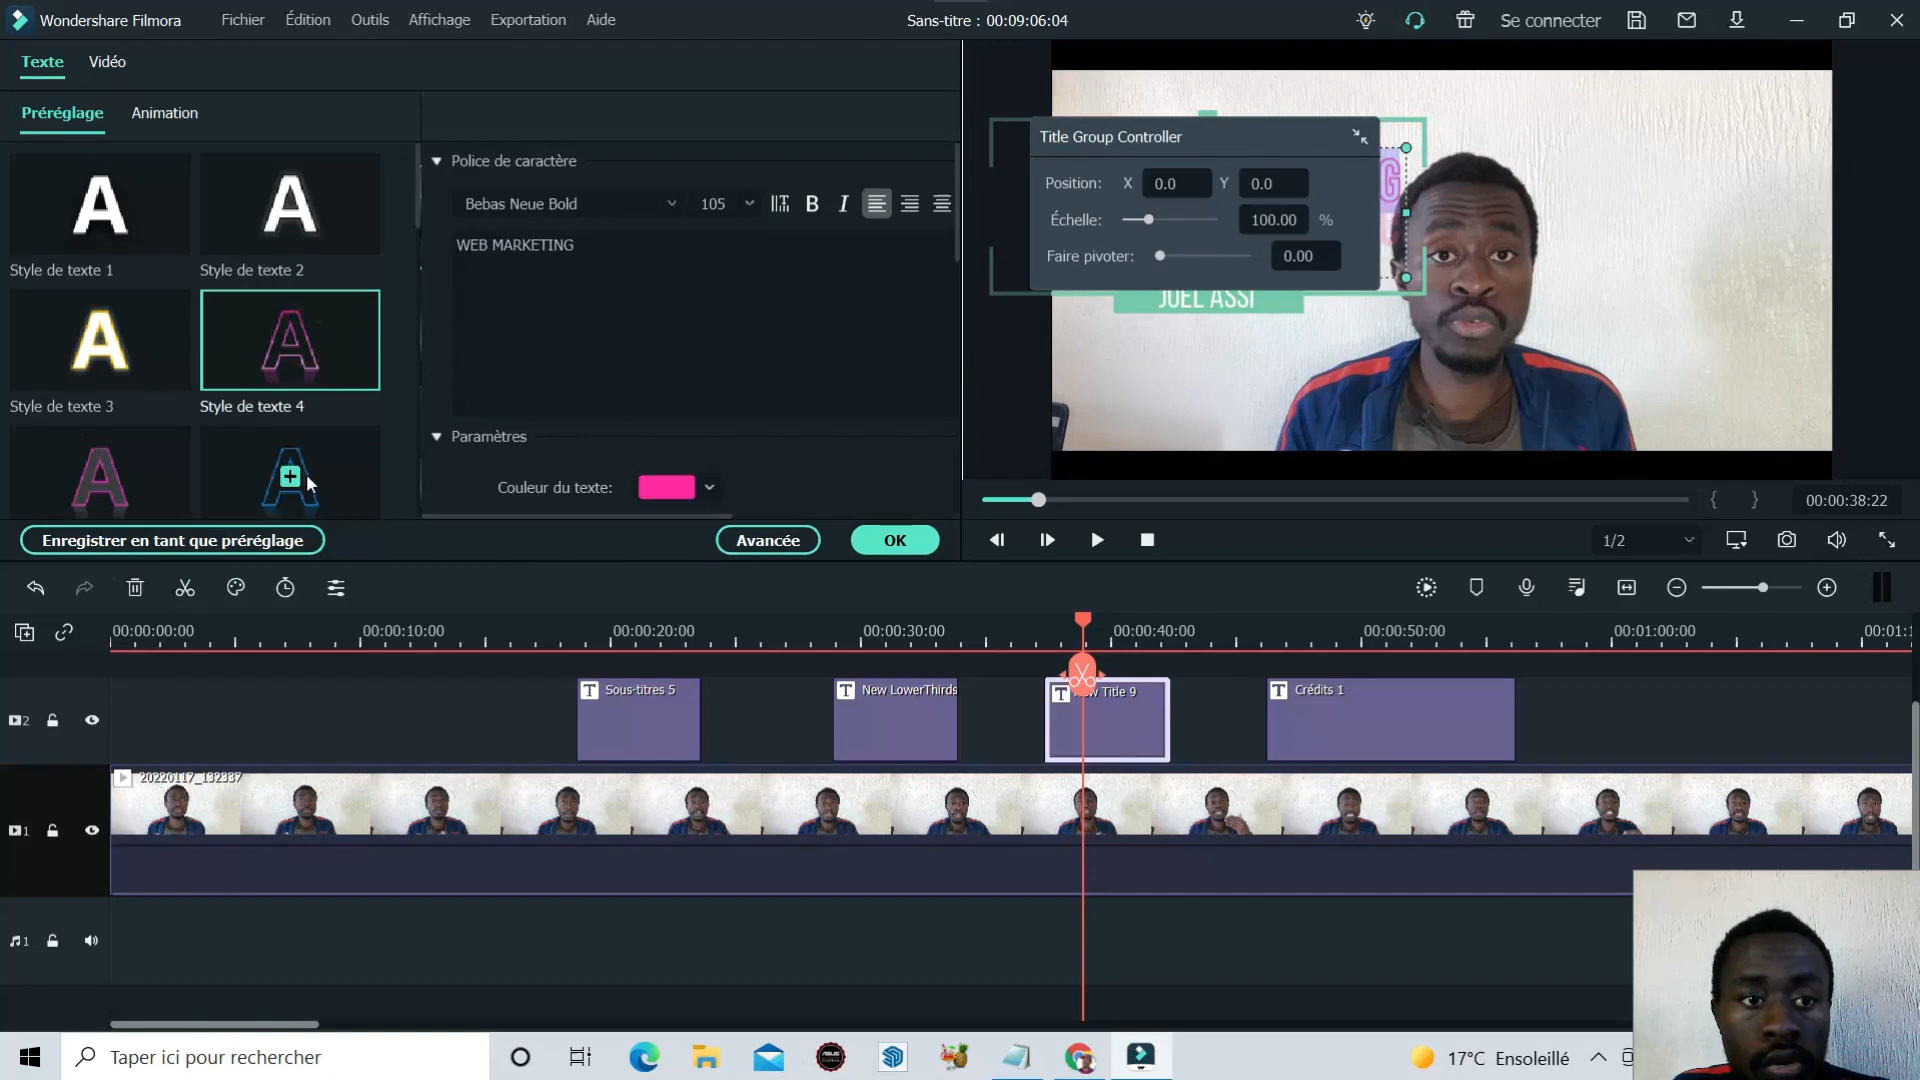 Wondershare Filmora
Fichier
Édition
Outils
Affichage
Exportation
Aide
Sans-titre : 00:09:06:04
Se connecter
Texte
Vidéo
Préréglage
Animation
A
A
Style de texte 1
Style de texte 2
A
A
Style de texte 3
Style de texte 4
A
A
Police de caractère
Bebas Neue Bold
105
B
I
WEB MARKETING
Paramètres
Couleur du texte:
Enregistrer en tant que préréglage
Avancée
OK
Title Group Controller
Position:
X
0.0
Y
0.0
Échelle:
100.00
%
Faire pivoter:
0.00
G
JOEL ASSI
00:00:38:22
1/2
00:00:00:00
00:00:10:00
00:00:20:00
00:00:30:00
00:00:40:00
00:00:50:00
00:01:00:00
00:01:1
2
T Sous-titres 5
T New LowerThirds
T Title 9
T Crédits 1
1
20220117_132337
1
Taper ici pour rechercher
17°C Ensoleillé